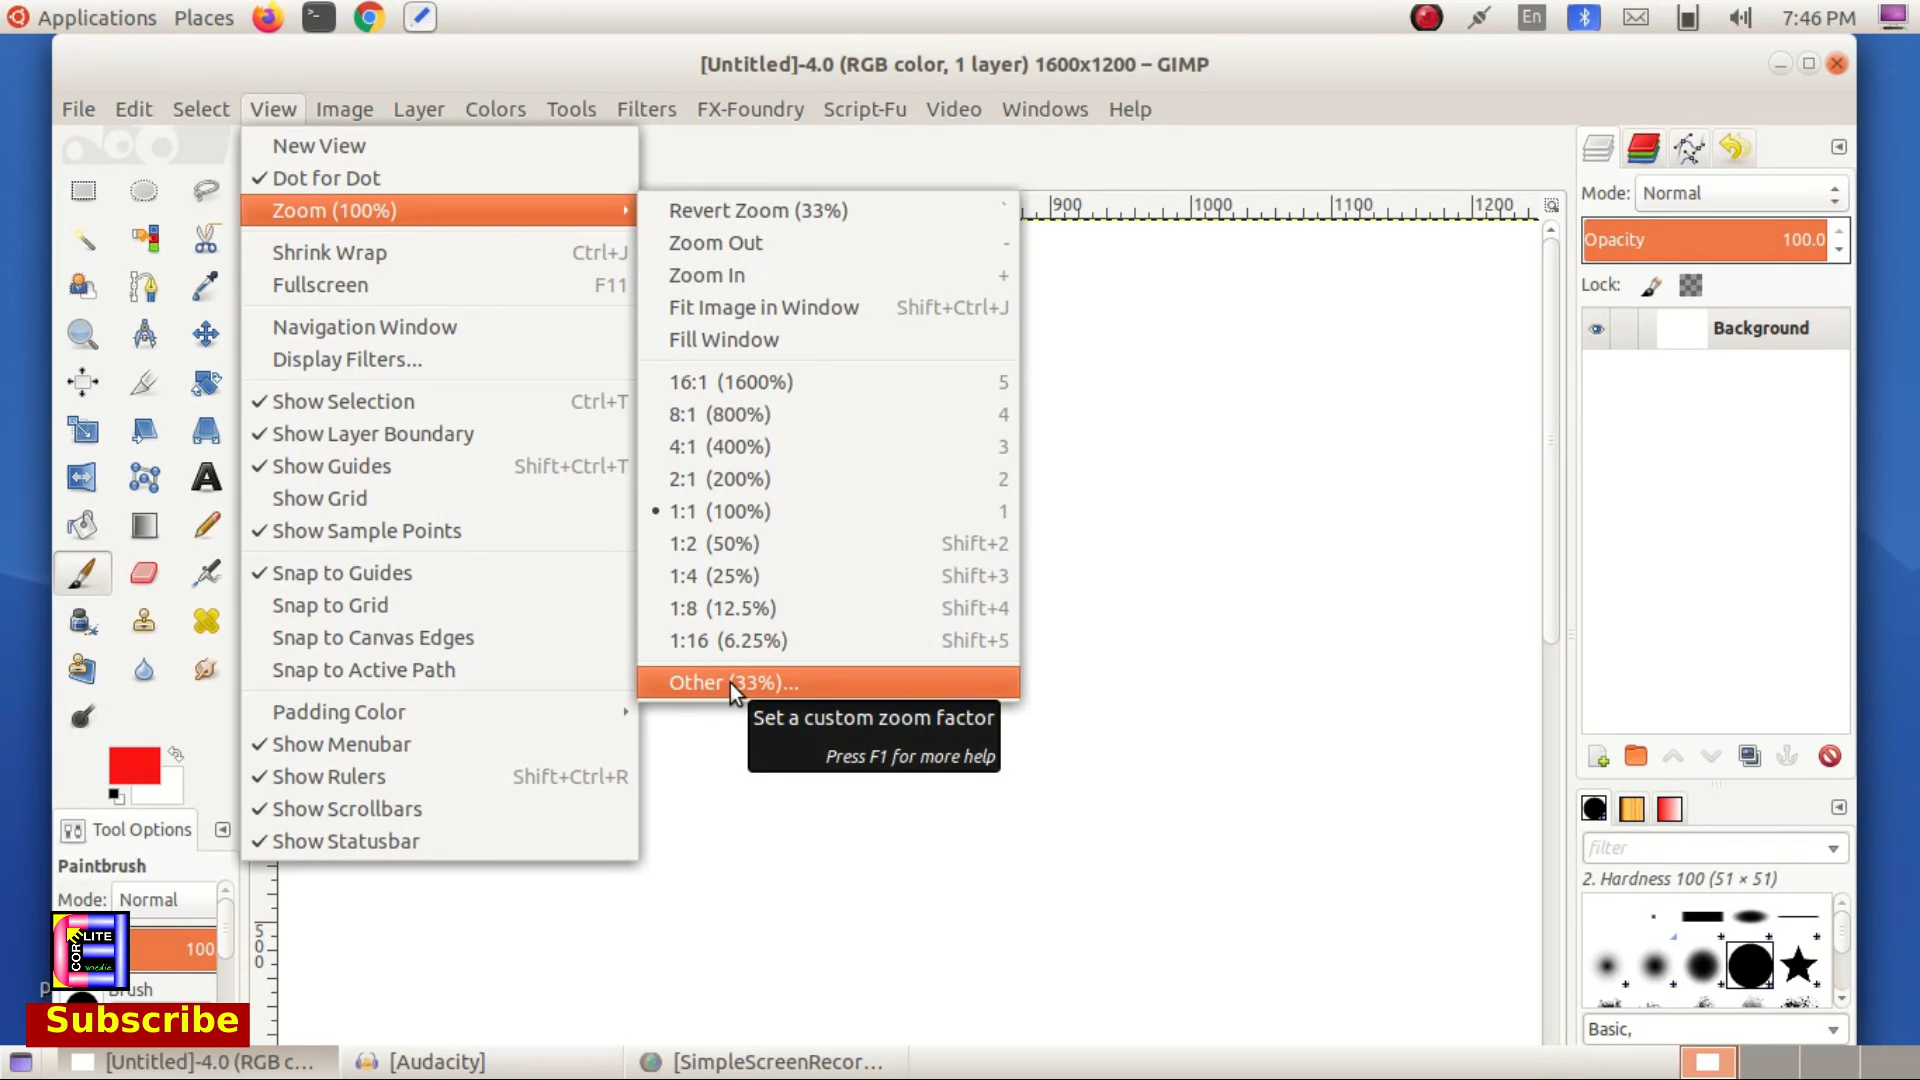 Applications Places En 7:46 PM
[Untitled]-4.0 (RGB color, 1 layer) 1600x1200 – GIMP
File Edit Select View Image Layer Colors Tools Filters FX-Foundry Script-Fu Video Windows Help
New View
Dot for Dot
Zoom (100%)
Shrink Wrap Ctrl+J
Fullscreen F11
Navigation Window
Display Filters...
Show Selection Ctrl+T
Show Layer Boundary
Show Guides Shift+Ctrl+T
Show Grid
Show Sample Points
Snap to Guides
Snap to Grid
Snap to Canvas Edges
Snap to Active Path
Padding Color
Show Menubar
Show Rulers Shift+Ctrl+R
Show Scrollbars
Show Statusbar
Revert Zoom (33%) `
Zoom Out -
Zoom In +
Fit Image in Window Shift+Ctrl+J
Fill Window
16:1 (1600%) 5
8:1 (800%) 4
4:1 (400%) 3
2:1 (200%) 2
1:1 (100%) 1
1:2 (50%) Shift+2
1:4 (25%) Shift+3
1:8 (12.5%) Shift+4
1:16 (6.25%) Shift+5
Other (33%)...
Set a custom zoom factor
Press F1 for more help
900 1000 1100 1200
500
Mode: Normal
Opacity 100.0
Lock:
Background
filter
2. Hardness 100 (51 × 51)
Basic,
Tool Options
Paintbrush
Mode: Normal
100
Brush
CORE
LITE
media
Subscribe
[Untitled]-4.0 (RGB c... [Audacity] [SimpleScreenRecor...